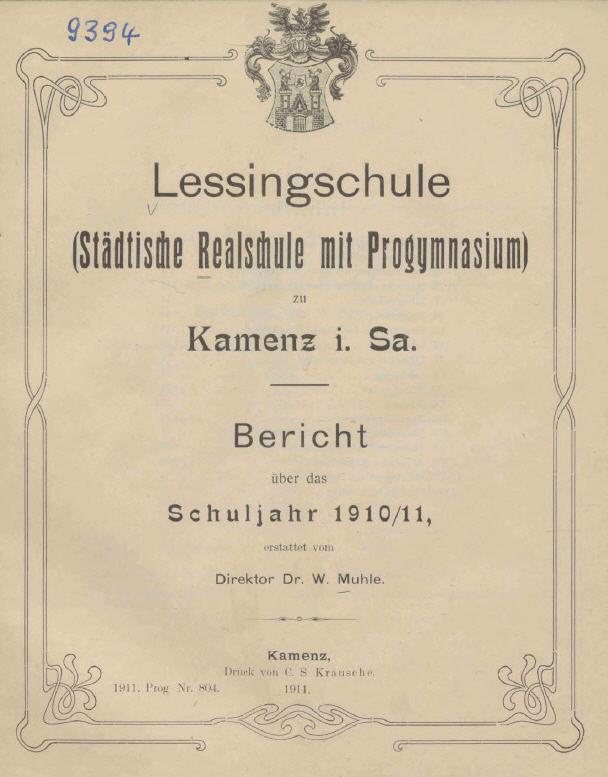 9394
Lessingschule
(Städtische Realschule mit Progymnasium)
zu
Kamenz i. Sa.
Bericht
über das
Schuljahr 1910/11,
erstattet vom
Direktor Dr. W. Muhle.
Kamenz,
Druck von C. S. Krausche.
1911. Prog Nr. 804.
1911.